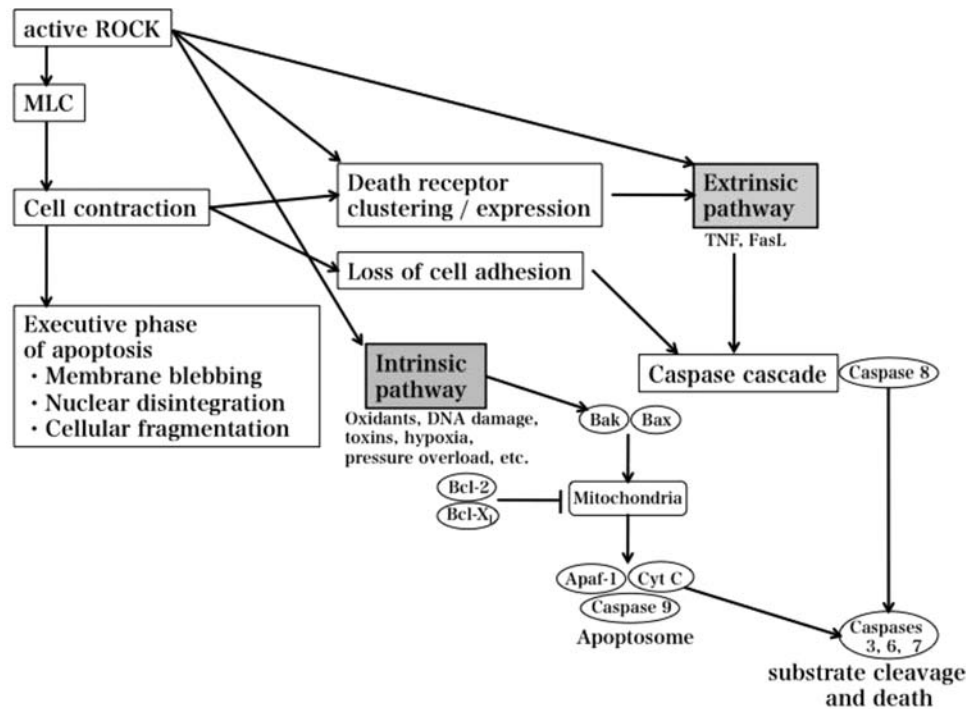 active ROCK
MLC
Cell contraction
Executive phase
of apoptosis
・Membrane blebbing
・Nuclear disintegration
・Cellular fragmentation
Death receptor
clustering / expression
Loss of cell adhesion
Extrinsic
pathway
TNF, FasL
Intrinsic
pathway
Oxidants, DNA damage,
toxins, hypoxia,
pressure overload, etc.
Caspase cascade
Caspase 8
Bak
Bax
Bcl-2
Bcl-XL
Mitochondria
Apaf-1
Cyt C
Caspase 9
Apoptosome
Caspases
3, 6, 7
substrate cleavage
and death